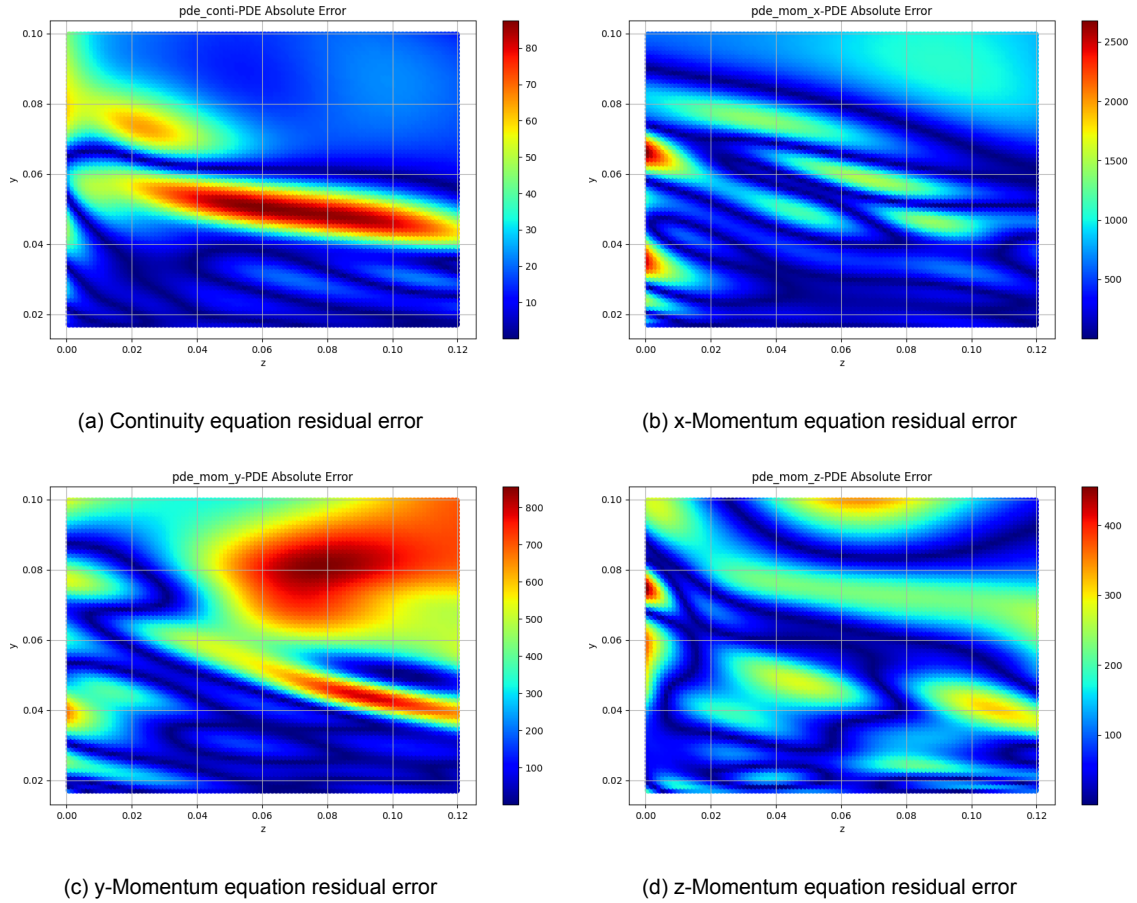 pde_conti-PDE Absolute Error
0.10
0.08
0.06
0.04
0.02
y
0.00 0.02 0.04 0.06 0.08 0.10 0.12
z
80
70
60
50
40
30
20
10
(a) Continuity equation residual error
pde_mom_x-PDE Absolute Error
0.10
0.08
0.06
0.04
0.02
y
0.00 0.02 0.04 0.06 0.08 0.10 0.12
z
2500
2000
1500
1000
500
(b) x-Momentum equation residual error
pde_mom_y-PDE Absolute Error
0.10
0.08
0.06
0.04
0.02
y
0.00 0.02 0.04 0.06 0.08 0.10 0.12
z
800
700
600
500
400
300
200
100
(c) y-Momentum equation residual error
pde_mom_z-PDE Absolute Error
0.10
0.08
0.06
0.04
0.02
y
0.00 0.02 0.04 0.06 0.08 0.10 0.12
z
400
300
200
100
(d) z-Momentum equation residual error